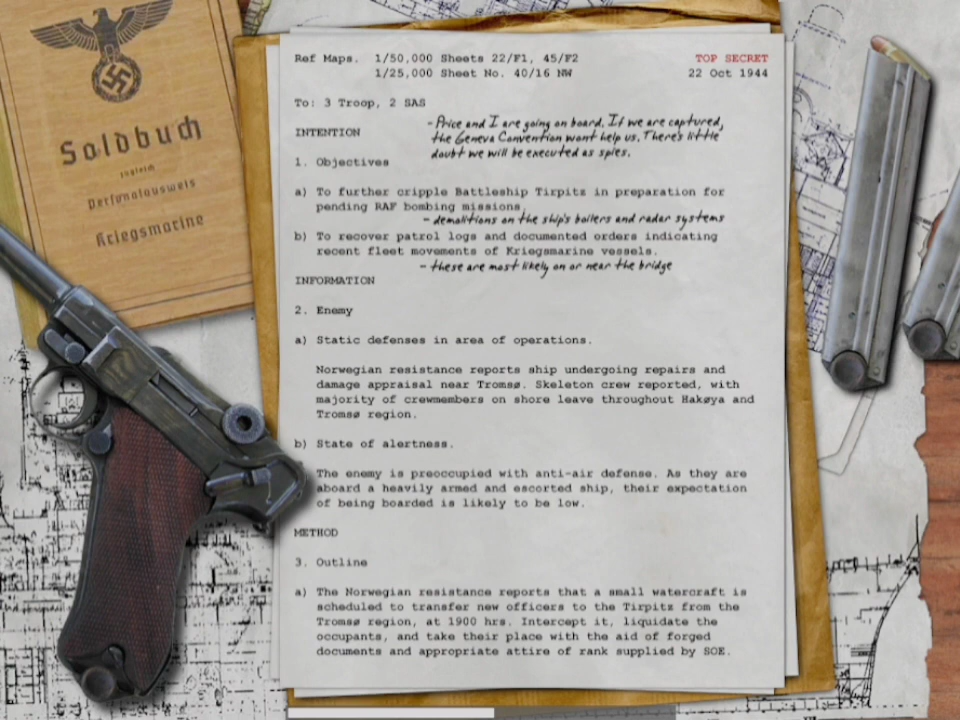 Soldbuch
zugleich
Personalausweis
Kriegsmarine
Ref Maps. 1/50,000 Sheets 22/F1, 45/F2
TOP SECRET
1/25,000 Sheet No. 40/16 NW
22 Oct 1944
To: 3 Troop, 2 SAS
- Price and I are going on board. If we are captured,
the Geneva Convention wont help us. There's little
doubt we will be executed as spies.
INTENTION
1. Objectives
a) To further cripple Battleship Tirpitz in preparation for
pending RAF bombing missions.
- demolitions on the ship's boilers and radar systems
b) To recover patrol logs and documented orders indicating
recent fleet movements of Kriegsmarine vessels.
- these are most likely on or near the bridge
INFORMATION
2. Enemy
a) Static defenses in area of operations.
Norwegian resistance reports ship undergoing repairs and
damage appraisal near Tromsø. Skeleton crew reported, with
majority of crewmembers on shore leave throughout Hakøya and
Tromsø region.
b) State of alertness.
The enemy is preoccupied with anti-air defense. As they are
aboard a heavily armed and escorted ship, their expectation
of being boarded is likely to be low.
METHOD
3. Outline
a) The Norwegian resistance reports that a small watercraft is
scheduled to transfer new officers to the Tirpitz from the
Tromsø region, at 1900 hrs. Intercept it, liquidate the
occupants, and take their place with the aid of forged
documents and appropriate attire of rank supplied by SOE.